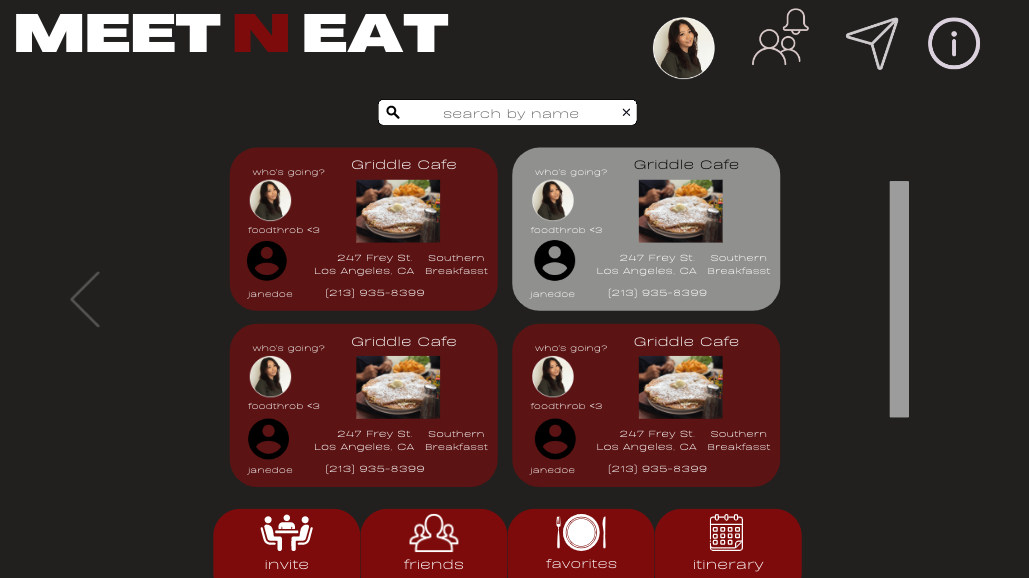 MEET N EAT
search by name
who's going?
Griddle Cafe
foodthrob <3
247 Frey St.
Los Angeles, CA
Southern
Breakfasst
janedoe
(213) 935-8399
who's going?
Griddle Cafe
foodthrob <3
247 Frey St.
Los Angeles, CA
Southern
Breakfasst
janedoe
(213) 935-8399
who's going?
Griddle Cafe
foodthrob <3
247 Frey St.
Los Angeles, CA
Southern
Breakfasst
janedoe
(213) 935-8399
who's going?
Griddle Cafe
foodthrob <3
247 Frey St.
Los Angeles, CA
Southern
Breakfasst
janedoe
(213) 935-8399
invite
friends
favorites
itinerary